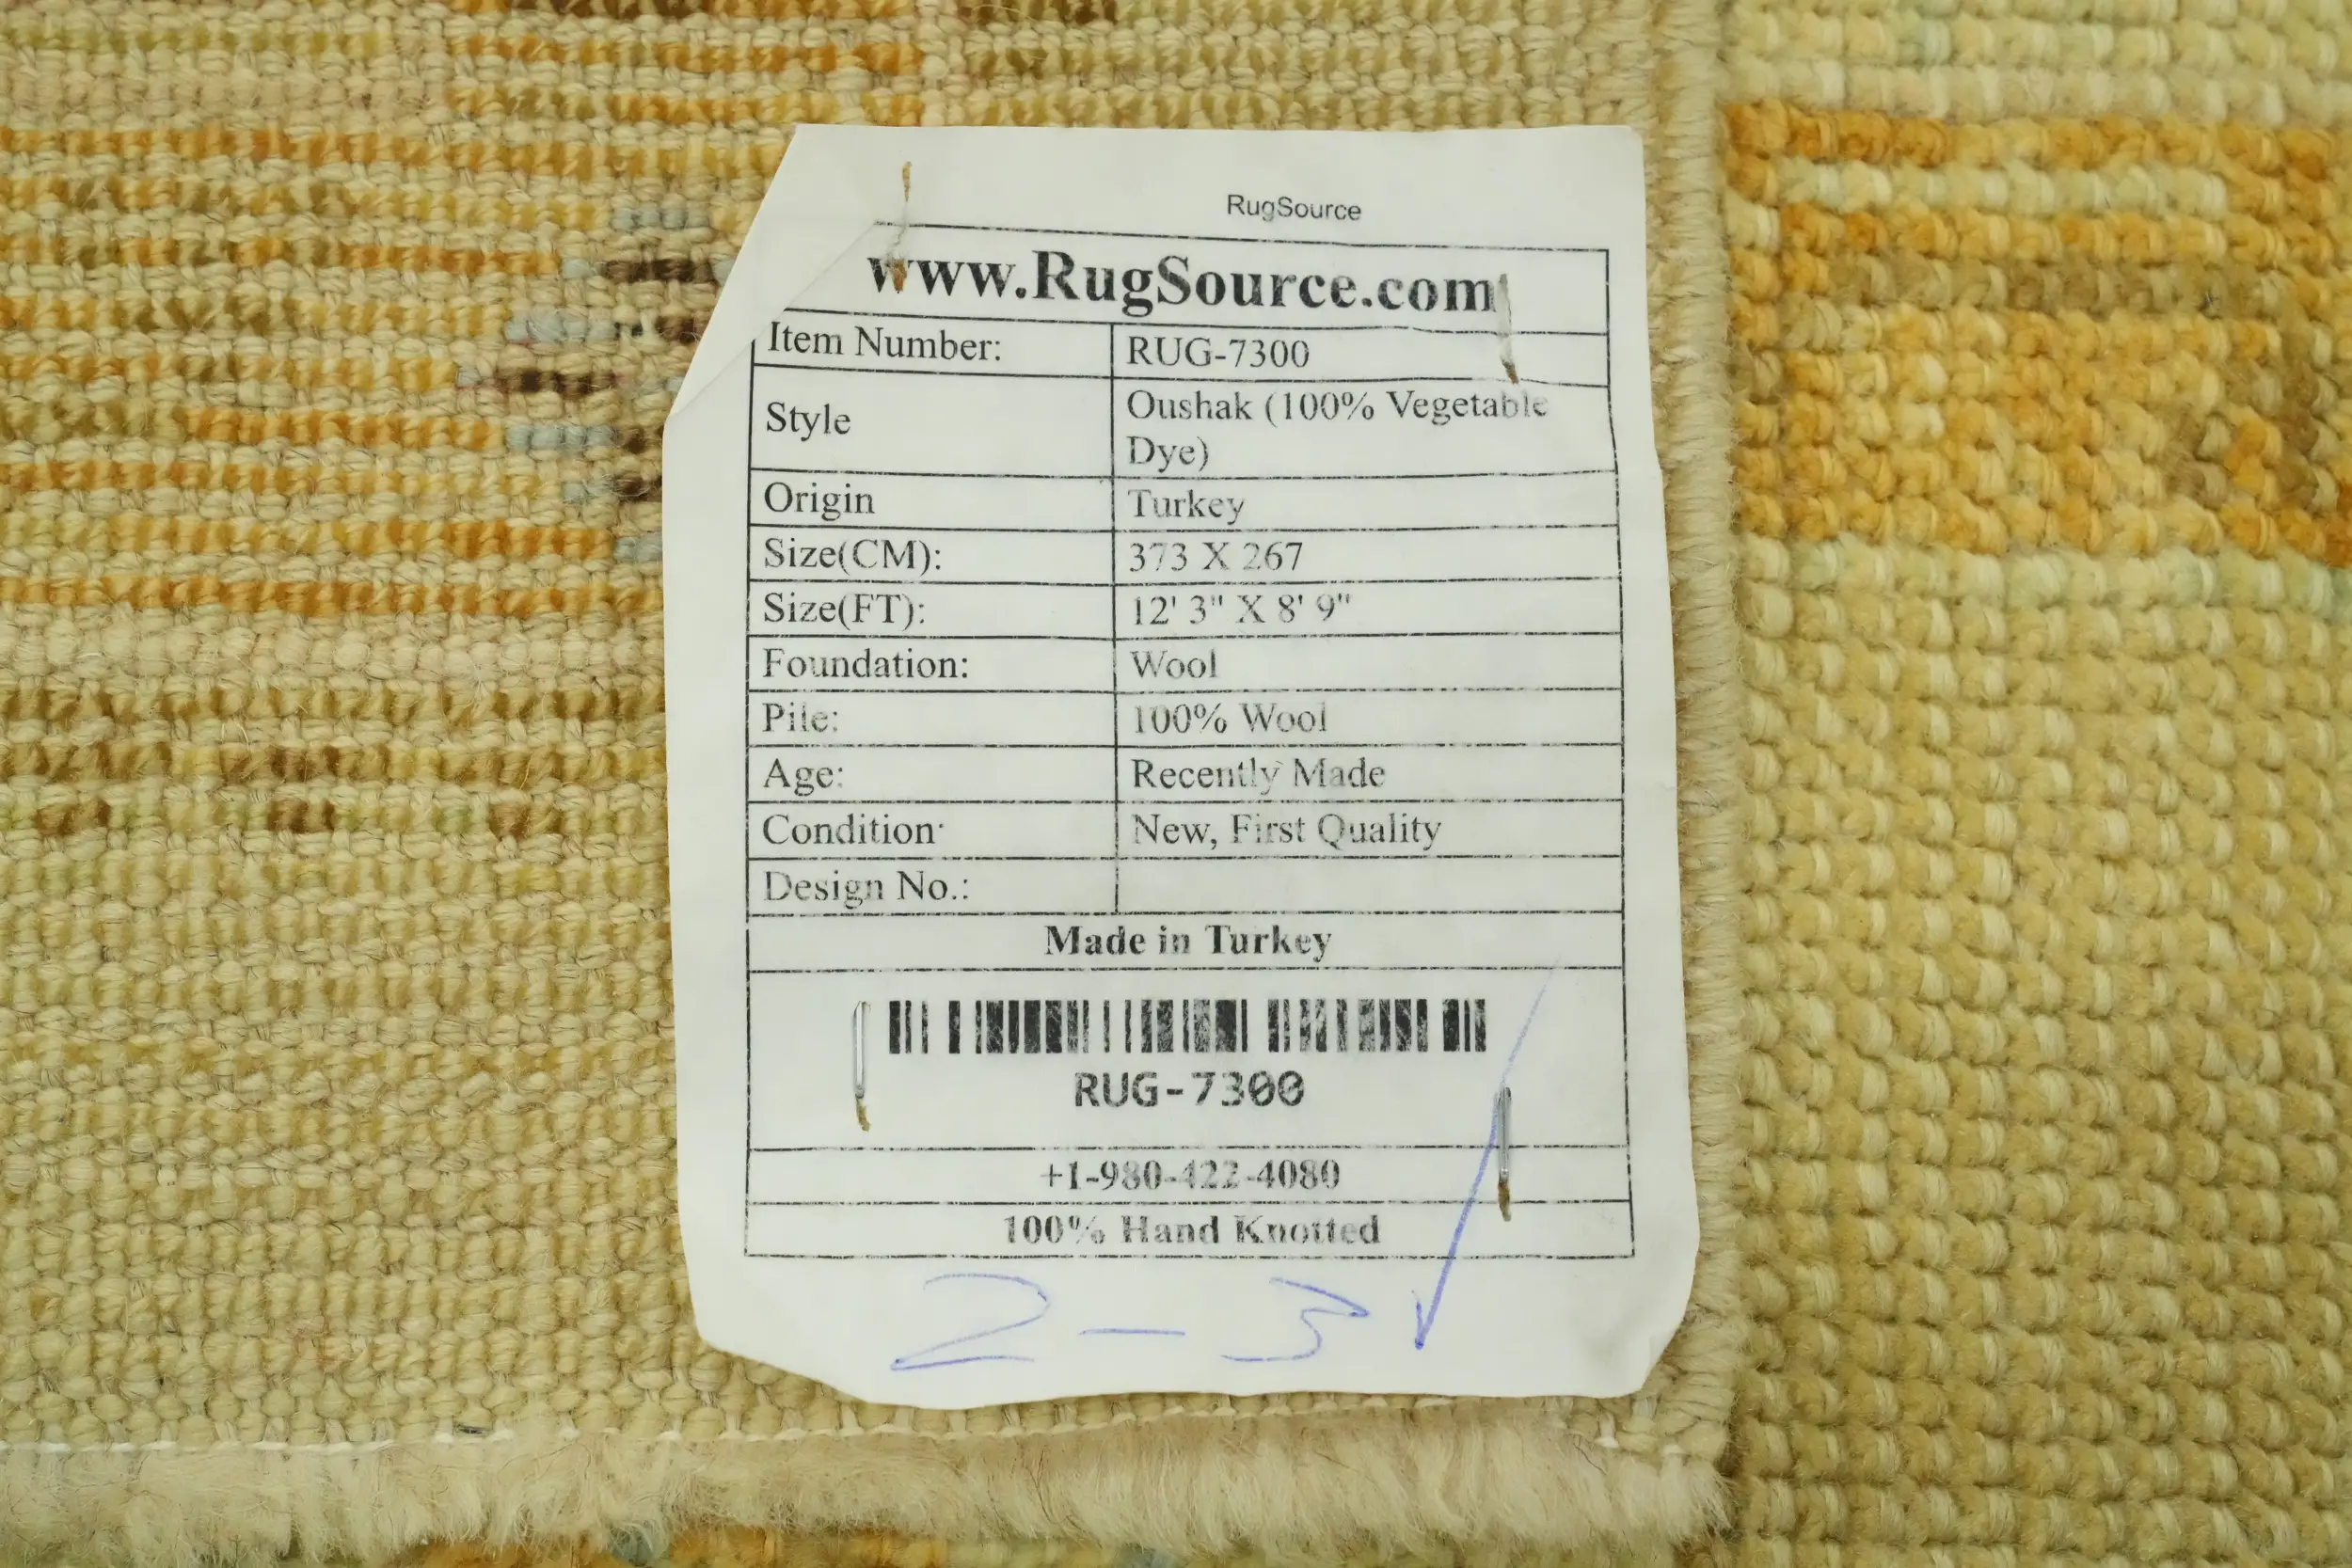 RugSource
www.RugSource.com
Item Number: RUG-7300
Style Oushak (100% Vegetable
Dye)
Origin Turkey
Size(CM): 373 X 267
Size(FT): 12' 3" X 8' 9"
Foundation: Wool
Pile: 100% Wool
Age: Recently Made
Condition: New, First Quality
Design No.:
Made in Turkey
RUG-7300
+1-980-422-4080
100% Hand Knotted
2-3